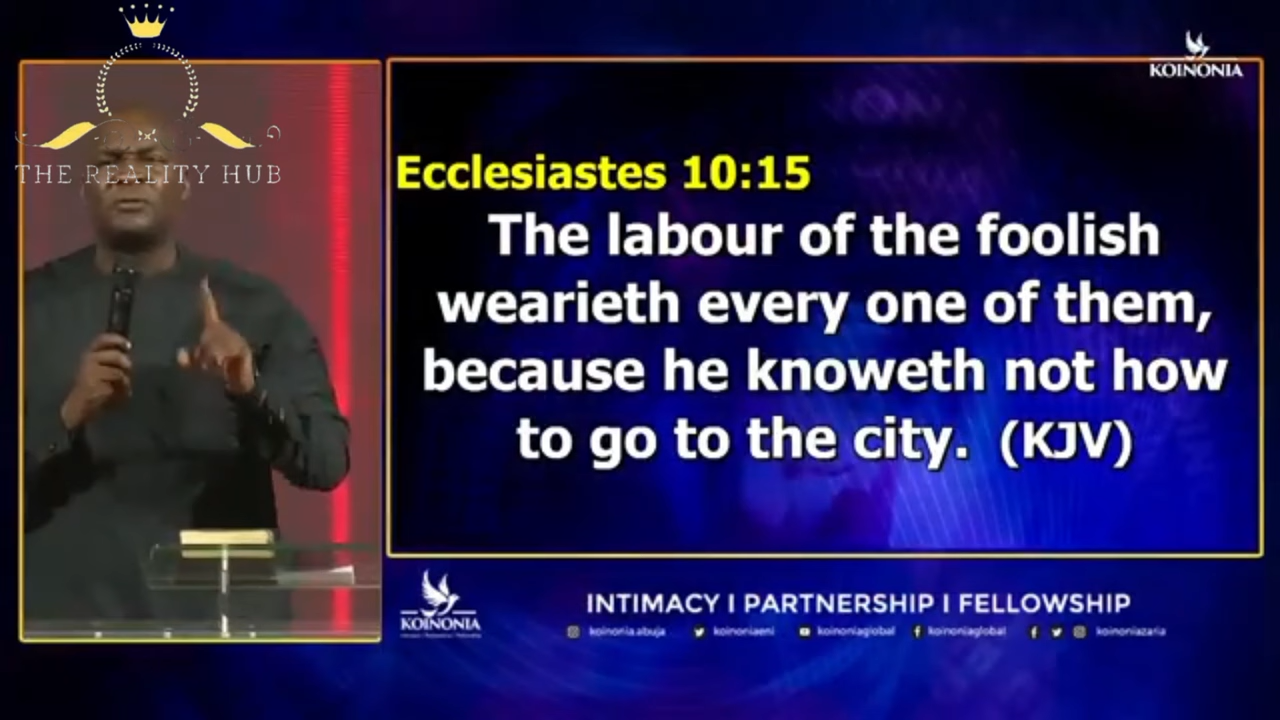 THE REALITY HUB
KOINONIA
Ecclesiastes 10:15
The labour of the foolish
wearieth every one of them,
because he knoweth not how
to go to the city. (KJV)
KOINONIA
INTIMACY I PARTNERSHIP I FELLOWSHIP
koinonia.abuja koinoniaeni koinoniaglobal koinoniaglobal koinoniazaria